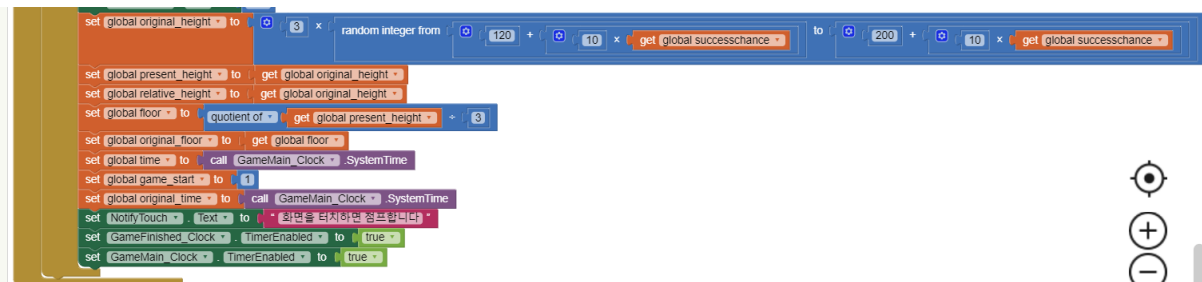 set global original_height to 3 × random integer from 120 + 10 × get global successchance to 200 + 10 × get global successchance
set global present_height to get global original_height
set global relative_height to get global original_height
set global floor to quotient of get global present_height ÷ 3
set global original_floor to get global floor
set global time to call GameMain_Clock .SystemTime
set global game_start to 1
set global original_time to call GameMain_Clock .SystemTime
set NotifyTouch . Text to " 화면을 터치하면 점프합니다 "
set GameFinished_Clock . TimerEnabled to true
set GameMain_Clock . TimerEnabled to true